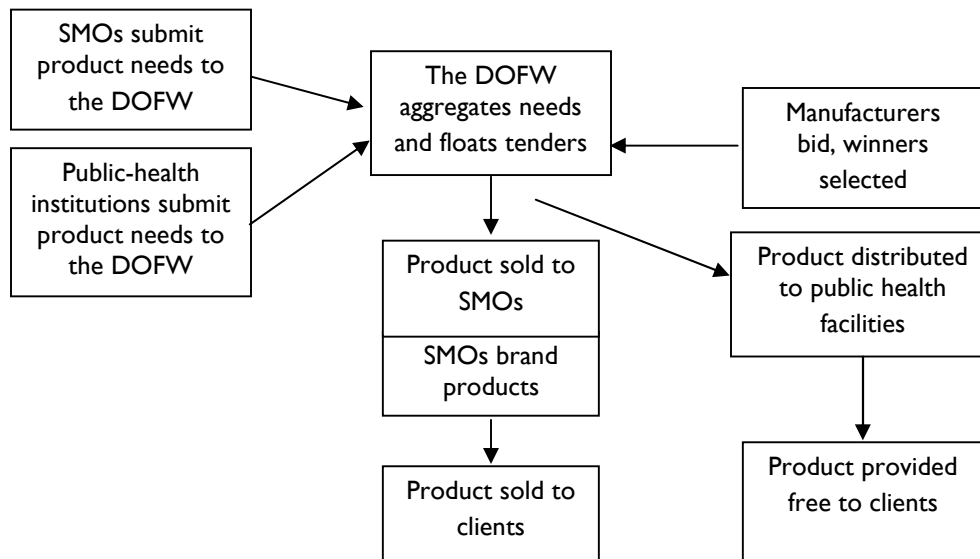 SMOs submit
product needs to
the DOFW
Public-health
institutions submit
product needs to
the DOFW
The DOFW
aggregates needs
and floats tenders
Manufacturers
bid, winners
selected
Product sold to
SMOs
SMOs brand
products
Product sold to
clients
Product distributed
to public health
facilities
Product provided
free to clients